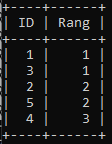 +----+------+
| ID | Rang |
+----+------+
| 1 | 1 |
| 3 | 1 |
| 2 | 2 |
| 5 | 2 |
| 4 | 3 |
+----+------+